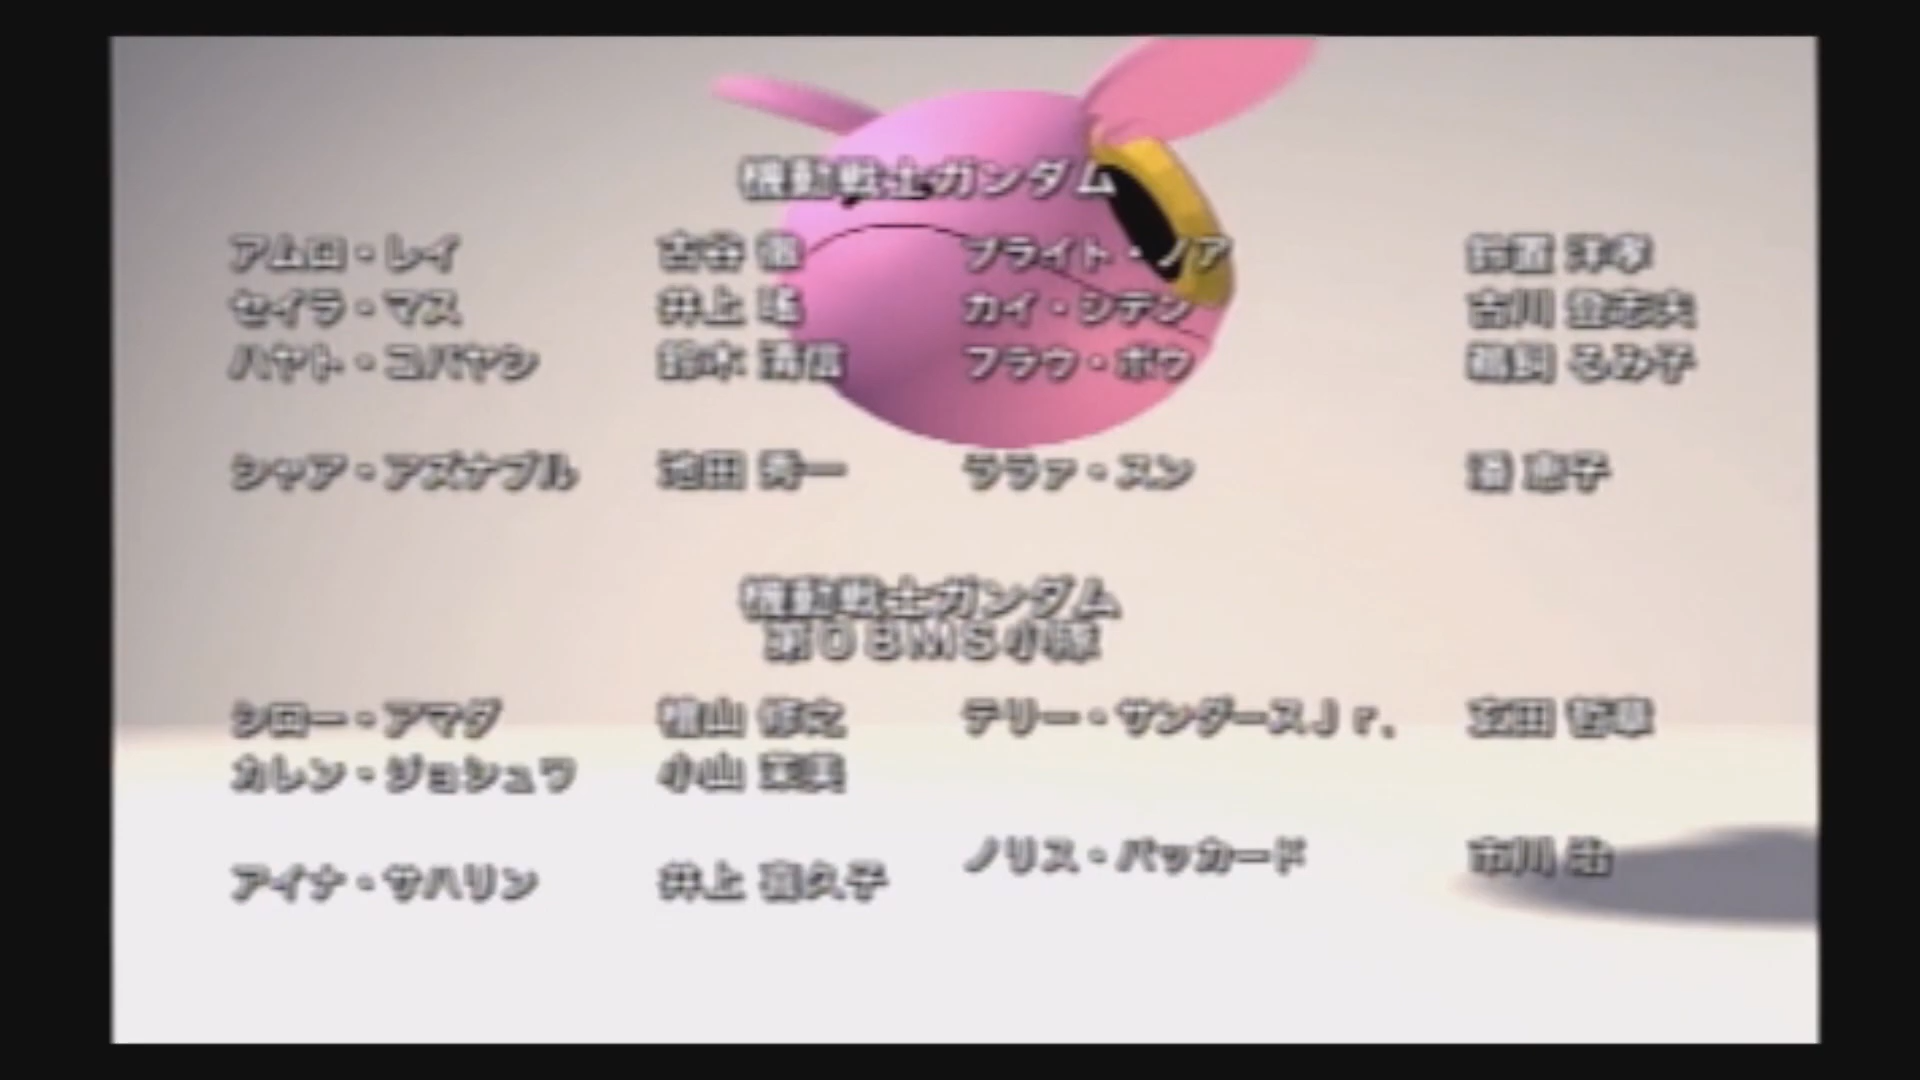 機動戦士ガンダム
アムロ・レイ 古谷 徹 ブライト・ノア 鈴置 洋孝
セイラ・マス 井上 瑤 カイ・シデン 古川 登志夫
ハヤト・コバヤシ 鈴木 清信 フラウ・ボウ 鵜飼 るみ子
シャア・アズナブル 池田 秀一 ララァ・スン 潘 恵子
機動戦士ガンダム
第08MS小隊
シロー・アマダ 檜山 修之 テリー・サンダースJr. 玄田 哲章
カレン・ジョシュワ 小山 茉美
ノリス・パッカード 市川 治
アイナ・サハリン 井上 喜久子